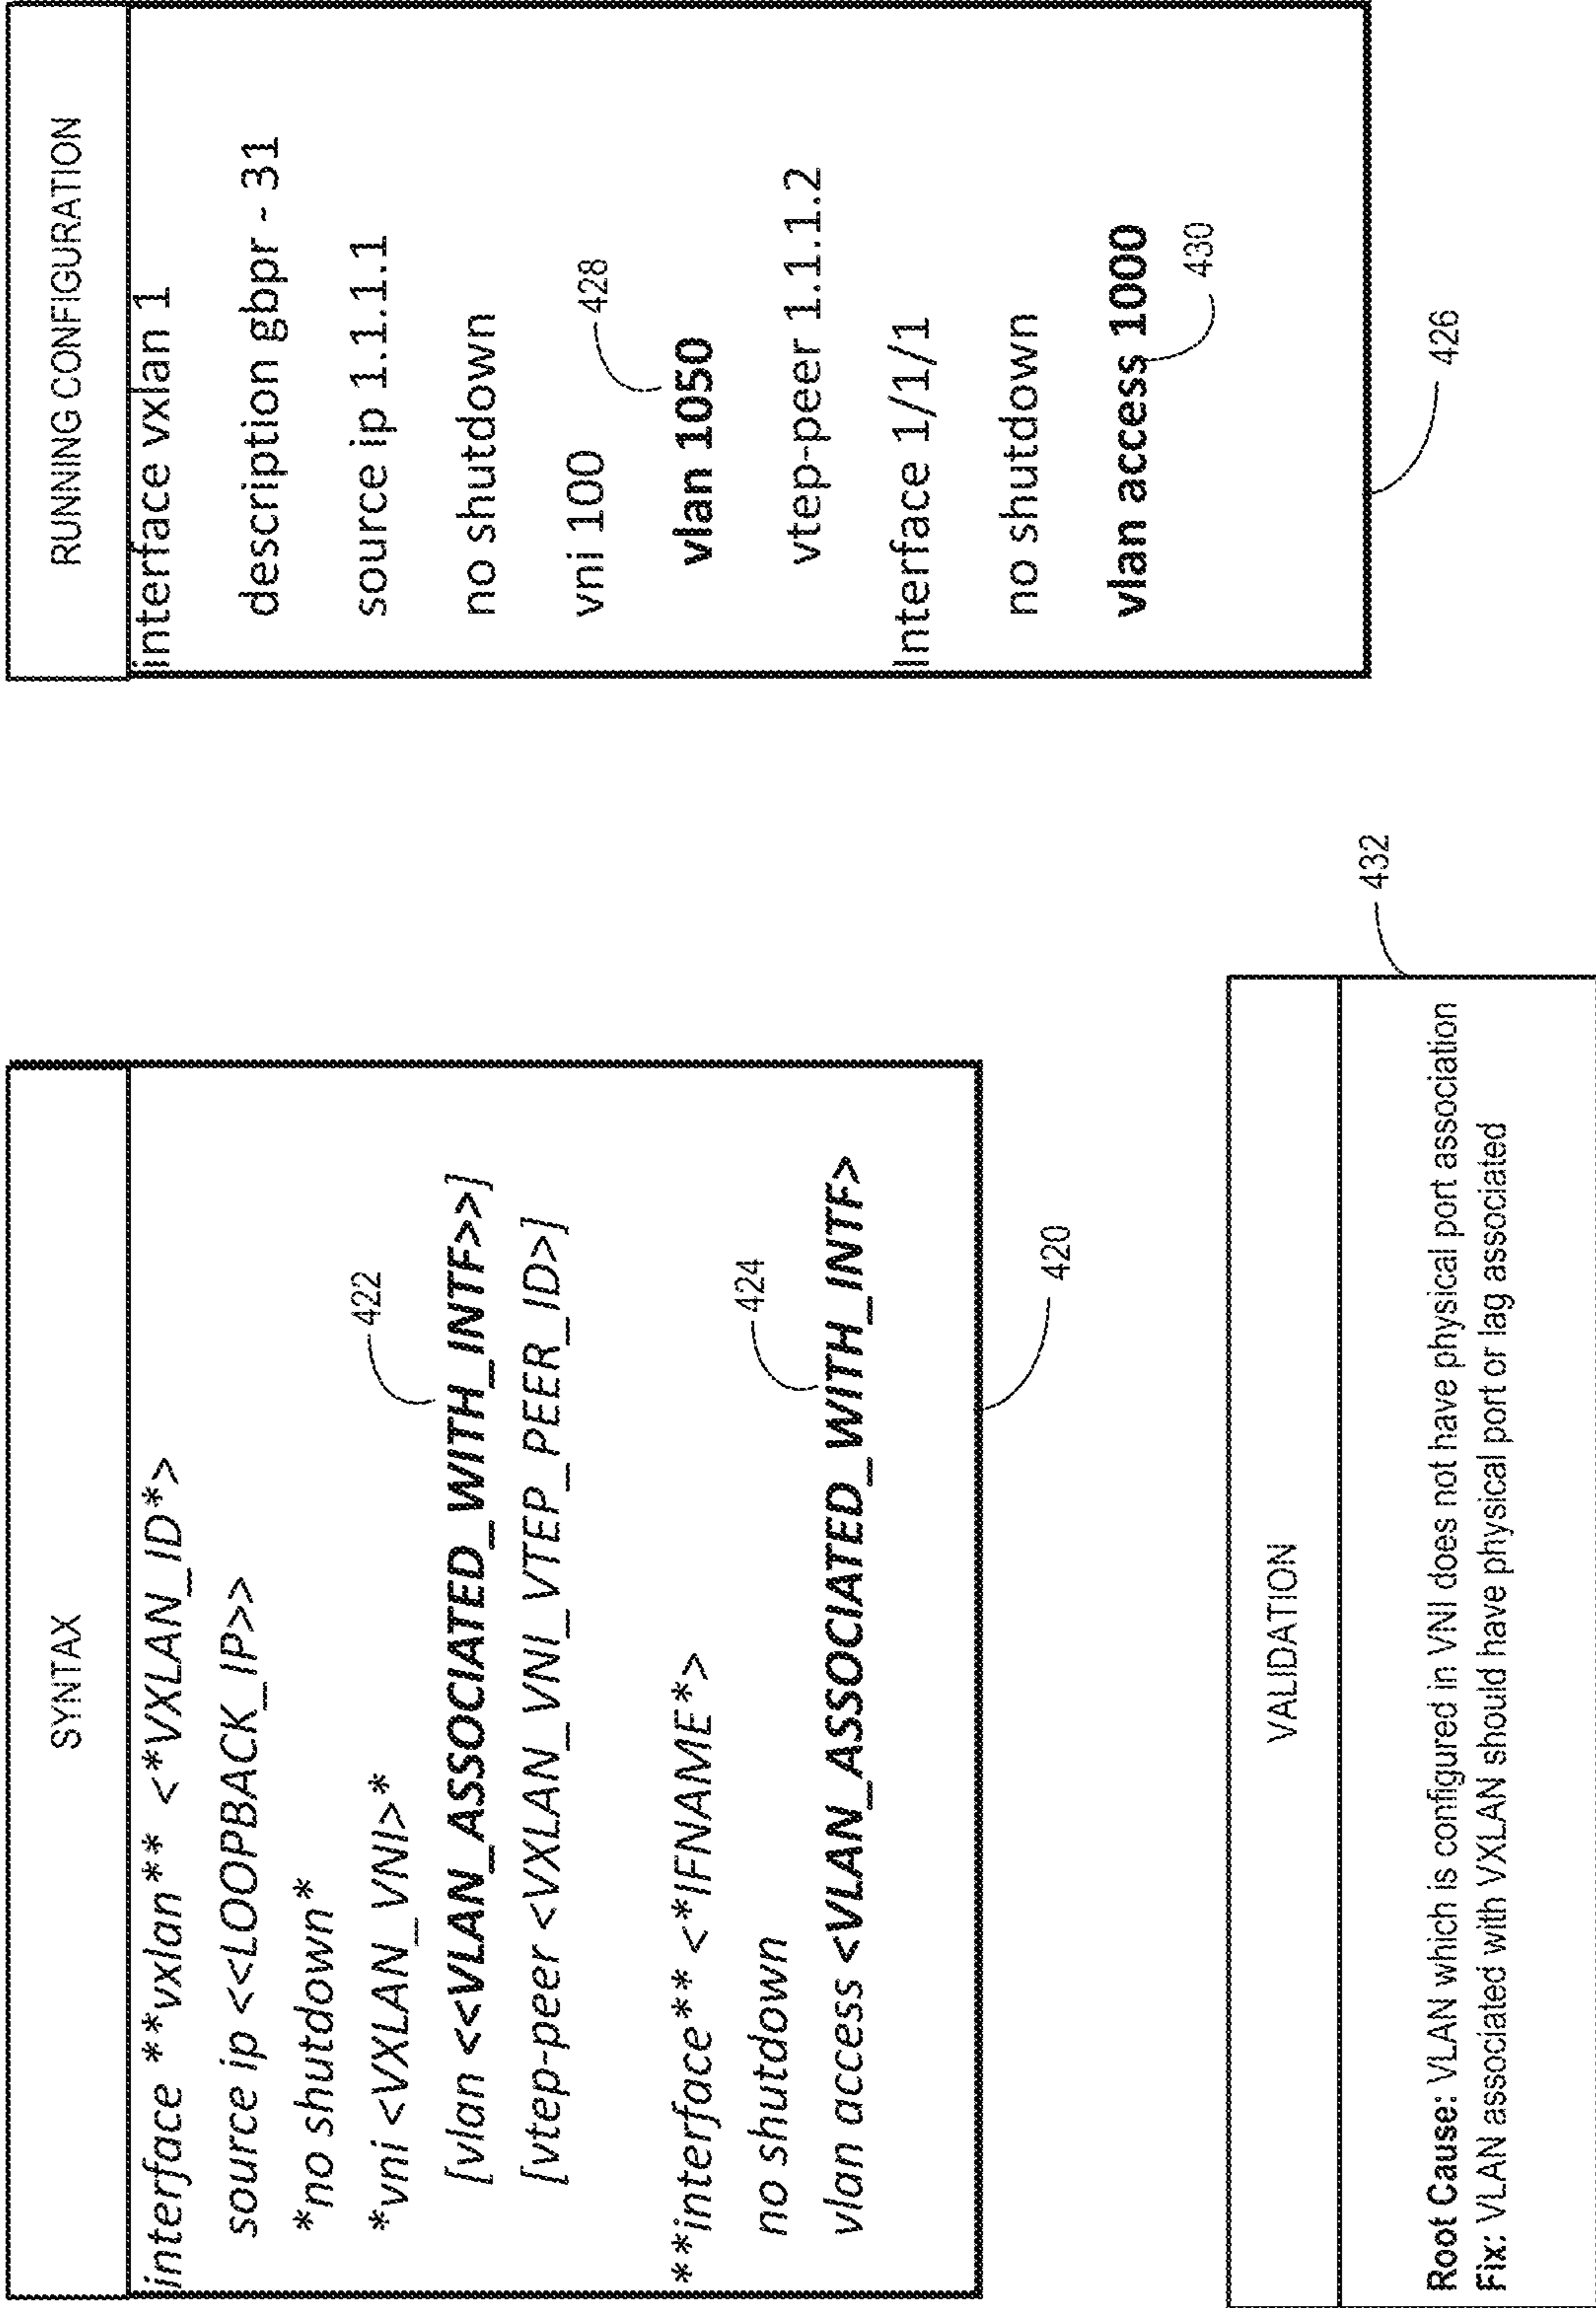 SYNTAX
interface **vxlan** <*VXLAN_ID*>
source ip <<LOOPBACK_IP>>
*no shutdown*
*vni <VXLAN_VNI>*
422
[vlan <<VLAN_ASSOCIATED_WITH_INTF>>]
[vtep-peer <VXLAN_VNI_VTEP_PEER_ID>]
**interface** <*IFNAME*>
424
no shutdown
vlan access <VLAN_ASSOCIATED_WITH_INTF>
420
RUNNING CONFIGURATION
interface vxlan 1
description gbpr - 31
source ip 1.1.1.1
no shutdown
vni 100
428
vlan 1050
vtep-peer 1.1.1.2
Interface 1/1/1
no shutdown
vlan access 1000
430
426
VALIDATION
432
Root Cause: VLAN which is configured in VNI does not have physical port association
Fix: VLAN associated with VXLAN should have physical port or lag associated